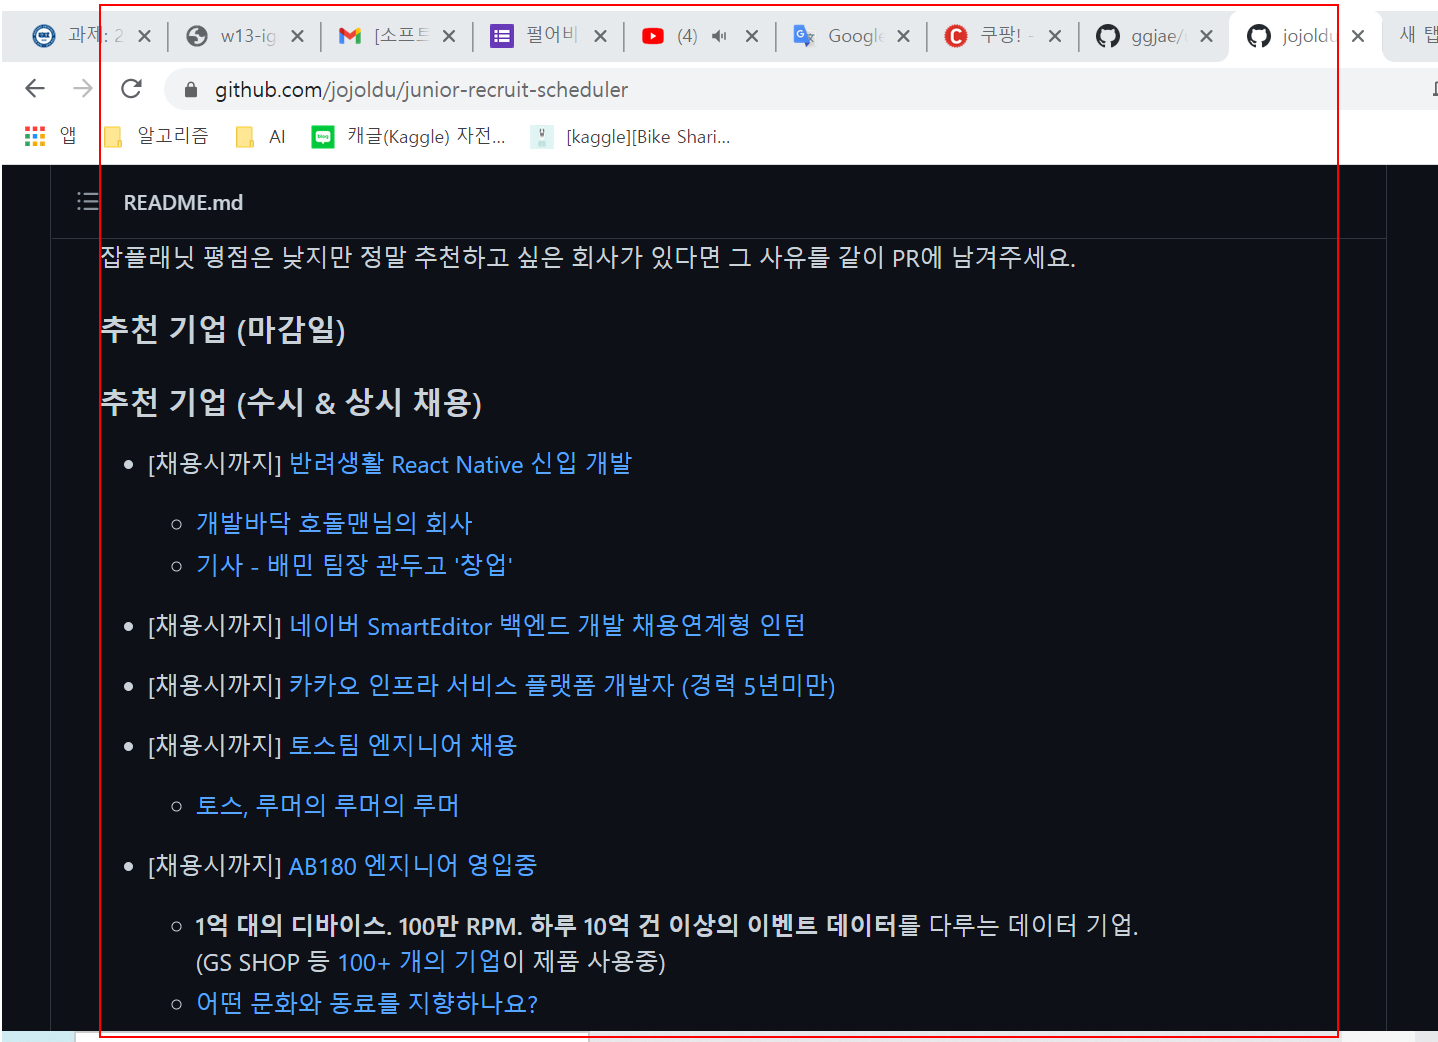 과제: 2
w13-ig
[소프트
펄어비
(4)
Google
쿠팡! -
ggjae/
jojoldu
새 탭
github.com/jojoldu/junior-recruit-scheduler
앱
알고리즘
AI
캐글(Kaggle) 자전...
[kaggle][Bike Shari...
README.md
잡플래닛 평점은 낮지만 정말 추천하고 싶은 회사가 있다면 그 사유를 같이 PR에 남겨주세요.
추천 기업 (마감일)
추천 기업 (수시 & 상시 채용)
[채용시까지] 반려생활 React Native 신입 개발
개발바닥 호돌맨님의 회사
기사 - 배민 팀장 관두고 '창업'
[채용시까지] 네이버 SmartEditor 백엔드 개발 채용연계형 인턴
[채용시까지] 카카오 인프라 서비스 플랫폼 개발자 (경력 5년미만)
[채용시까지] 토스팀 엔지니어 채용
토스, 루머의 루머의 루머
[채용시까지] AB180 엔지니어 영입중
1억 대의 디바이스. 100만 RPM. 하루 10억 건 이상의 이벤트 데이터를 다루는 데이터 기업.
(GS SHOP 등 100+ 개의 기업이 제품 사용중)
어떤 문화와 동료를 지향하나요?